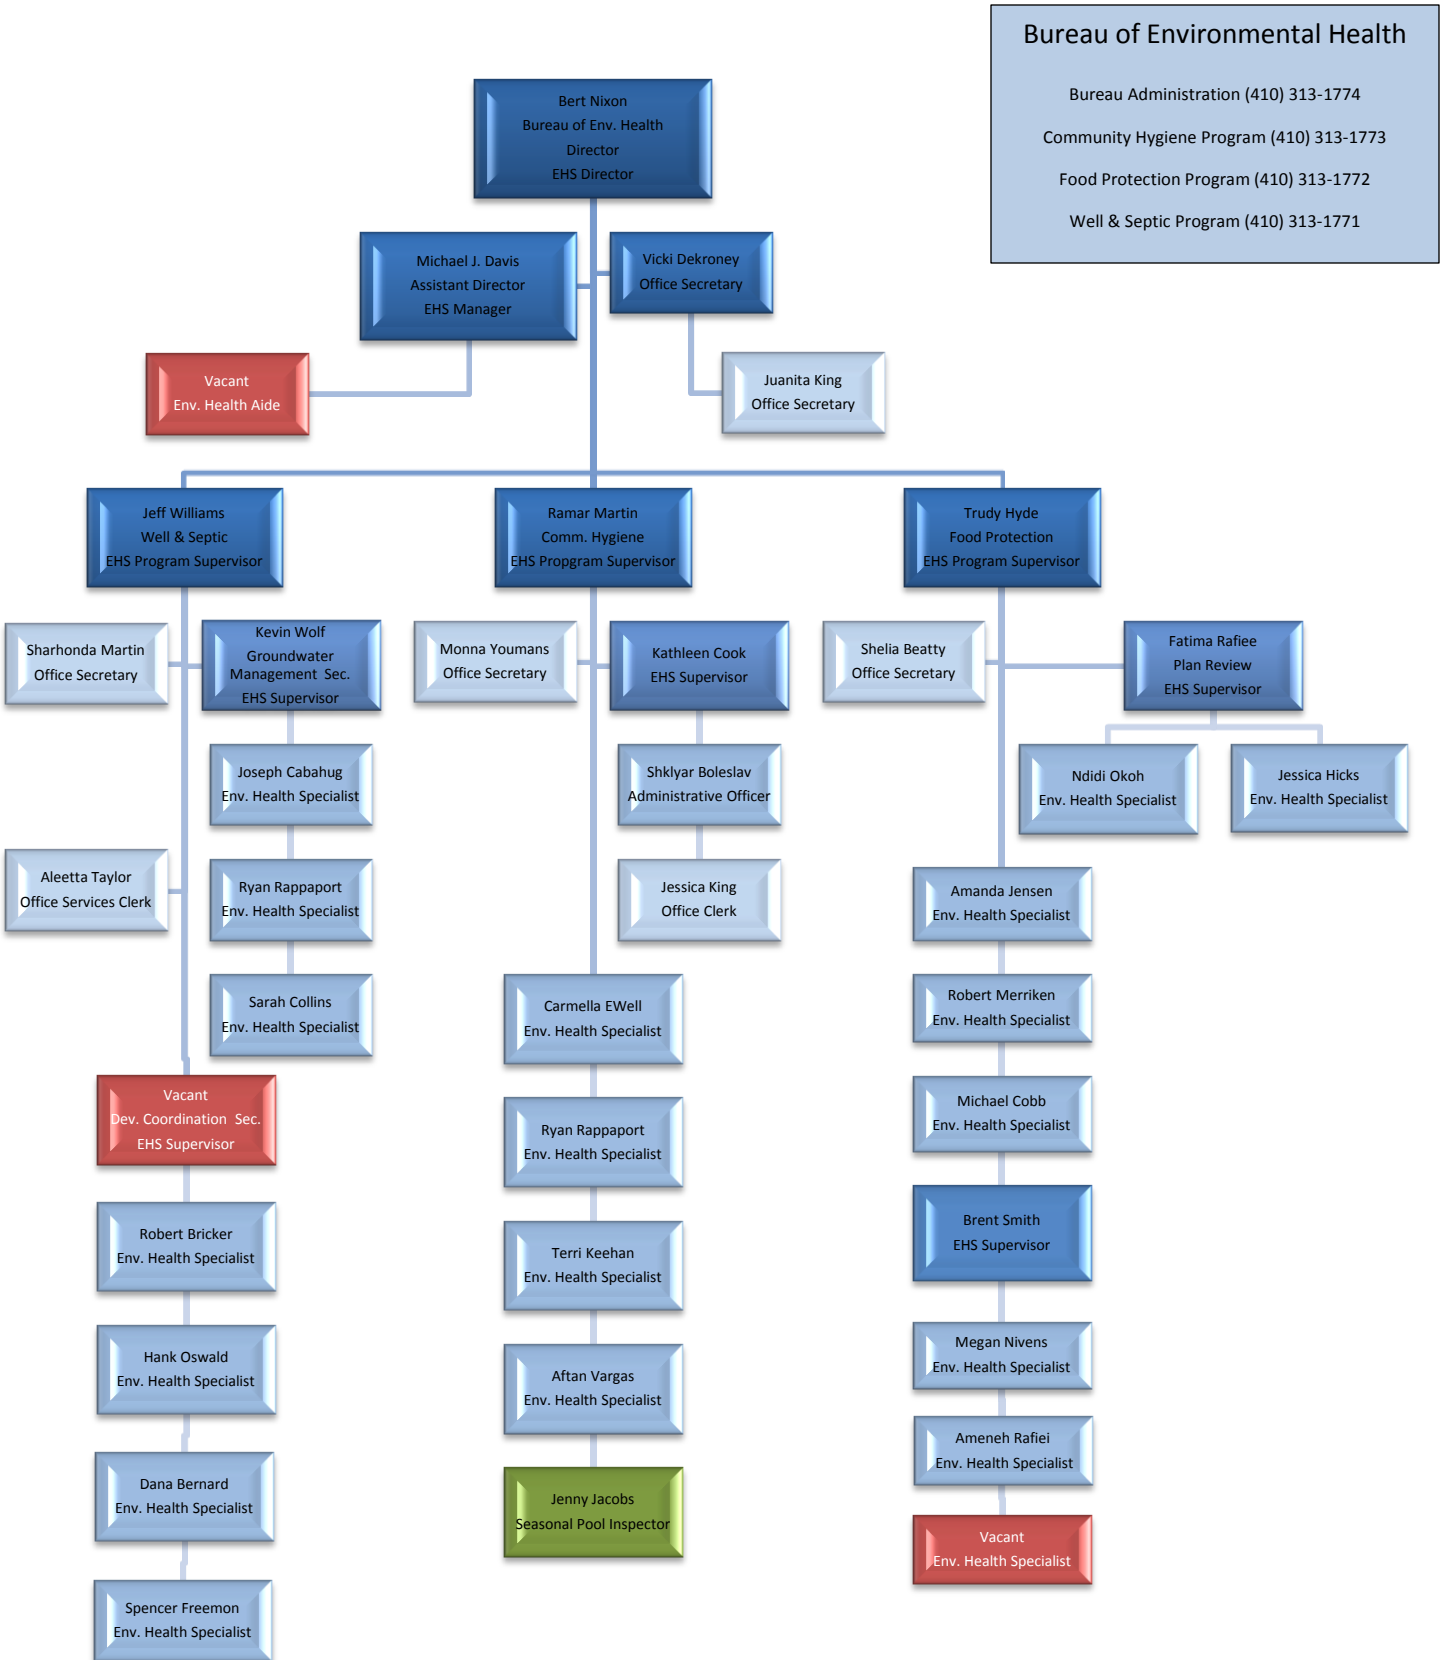 Bureau of Environmental Health
Bureau Administration (410) 313-1774
Community Hygiene Program (410) 313-1773
Food Protection Program (410) 313-1772
Well & Septic Program (410) 313-1771
Bert Nixon
Bureau of Env. Health
Director
EHS Director
Michael J. Davis
Assistant Director
EHS Manager
Vicki Dekroney
Office Secretary
Vacant
Env. Health Aide
Juanita King
Office Secretary
Jeff Williams
Well & Septic
EHS Program Supervisor
Ramar Martin
Comm. Hygiene
EHS Propgram Supervisor
Trudy Hyde
Food Protection
EHS Program Supervisor
Sharhonda Martin
Office Secretary
Kevin Wolf
Groundwater
Management Sec.
EHS Supervisor
Joseph Cabahug
Env. Health Specialist
Ryan Rappaport
Env. Health Specialist
Sarah Collins
Env. Health Specialist
Aleetta Taylor
Office Services Clerk
Vacant
Dev. Coordination Sec.
EHS Supervisor
Robert Bricker
Env. Health Specialist
Hank Oswald
Env. Health Specialist
Dana Bernard
Env. Health Specialist
Spencer Freemon
Env. Health Specialist
Monna Youmans
Office Secretary
Kathleen Cook
EHS Supervisor
Shklyar Boleslav
Administrative Officer
Jessica King
Office Clerk
Carmella EWell
Env. Health Specialist
Ryan Rappaport
Env. Health Specialist
Terri Keehan
Env. Health Specialist
Aftan Vargas
Env. Health Specialist
Jenny Jacobs
Seasonal Pool Inspector
Shelia Beatty
Office Secretary
Fatima Rafiee
Plan Review
EHS Supervisor
Ndidi Okoh
Env. Health Specialist
Jessica Hicks
Env. Health Specialist
Amanda Jensen
Env. Health Specialist
Robert Merriken
Env. Health Specialist
Michael Cobb
Env. Health Specialist
Brent Smith
EHS Supervisor
Megan Nivens
Env. Health Specialist
Ameneh Rafiei
Env. Health Specialist
Vacant
Env. Health Specialist